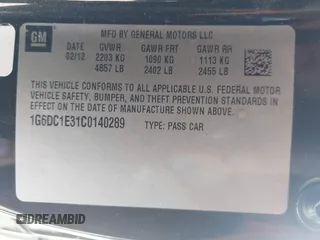 GM
MFD BY GENERAL MOTORS LLC
DATE GVWR GAWR FRT GAWR RR
02/12 2203 KG 1090 KG 1113 KG
4857 LB 2402 LB 2455 LB
THIS VEHICLE CONFORMS TO ALL APPLICABLE U.S. FEDERAL MOTOR
VEHICLE SAFETY, BUMPER, AND THEFT PREVENTION STANDARDS IN
EFFECT ON THE DATE OF MANUFACTURE SHOWN ABOVE.
1G6DC1E31C0140289 TYPE: PASS CAR
DREAMBID